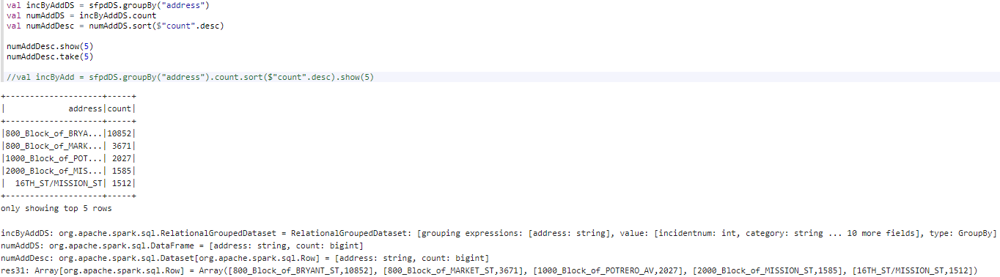 val incByAddDS = sfpdDS.groupBy("address")
val numAddDS = incByAddDS.count
val numAddDesc = numAddDS.sort($"count".desc)
numAddDesc.show(5)
numAddDesc.take(5)
//val incByAdd = sfpdDS.groupBy("address").count.sort($"count".desc).show(5)
+--------------------+-----+
|             address|count|
+--------------------+-----+
|800_Block_of_BRYA...|10852|
|800_Block_of_MARK...| 3671|
|1000_Block_of_POT...| 2027|
|2000_Block_of_MIS...| 1585|
|  16TH_ST/MISSION_ST| 1512|
+--------------------+-----+
only showing top 5 rows
incByAddDS: org.apache.spark.sql.RelationalGroupedDataset = RelationalGroupedDataset: [grouping expressions: [address: string], value: [incidentnum: int, category: string ... 10 more fields], type: GroupBy]
numAddDS: org.apache.spark.sql.DataFrame = [address: string, count: bigint]
numAddDesc: org.apache.spark.sql.Dataset[org.apache.spark.sql.Row] = [address: string, count: bigint]
res31: Array[org.apache.spark.sql.Row] = Array([800_Block_of_BRYANT_ST,10852], [800_Block_of_MARKET_ST,3671], [1000_Block_of_POTRERO_AV,2027], [2000_Block_of_MISSION_ST,1585], [16TH_ST/MISSION_ST,1512])